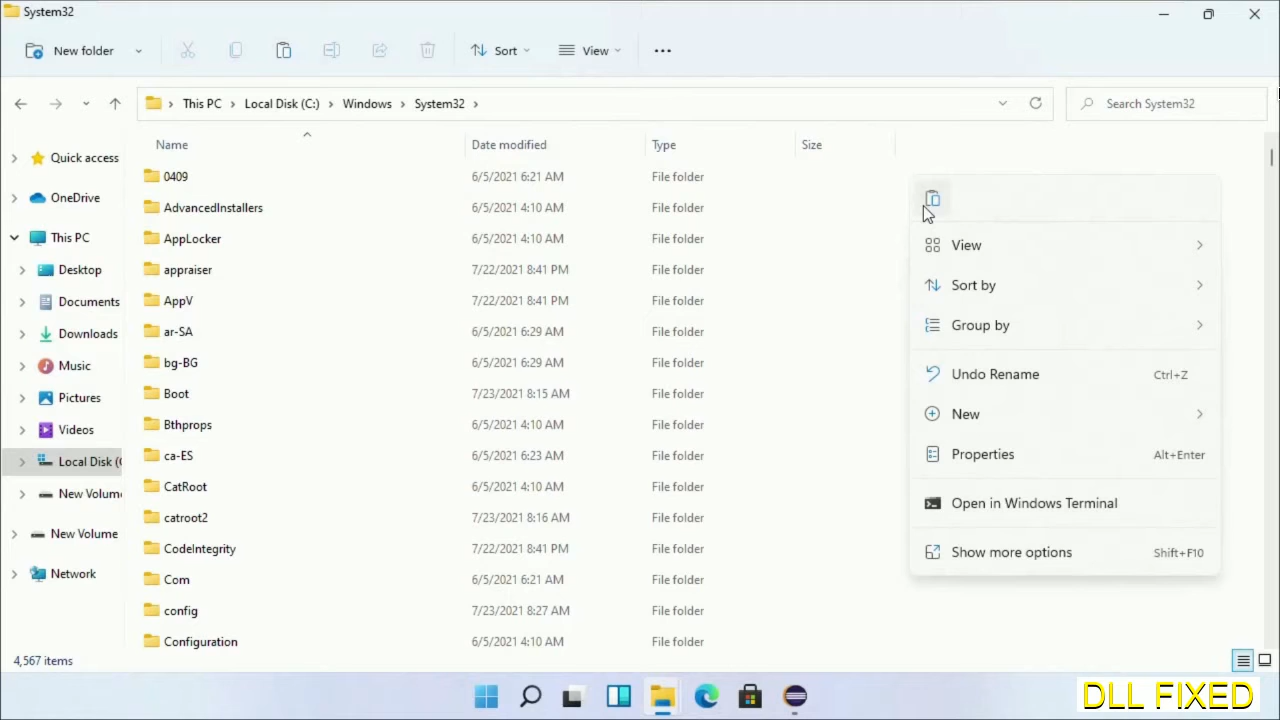 System32
New folder
Sort
View
This PC
Local Disk (C:)
Windows
System32
Search System32
Name
Date modified
Type
Size
Quick access
OneDrive
This PC
Desktop
Documents
Downloads
Music
Pictures
Videos
Local Disk (
New Volum
New Volume
Network
0409 6/5/2021 6:21 AM File folder
AdvancedInstallers 6/5/2021 4:10 AM File folder
AppLocker 6/5/2021 4:10 AM File folder
appraiser 7/22/2021 8:41 PM File folder
AppV 7/22/2021 8:41 PM File folder
ar-SA 6/5/2021 6:29 AM File folder
bg-BG 6/5/2021 6:29 AM File folder
Boot 7/23/2021 8:15 AM File folder
Bthprops 6/5/2021 4:10 AM File folder
ca-ES 6/5/2021 6:23 AM File folder
CatRoot 6/5/2021 4:10 AM File folder
catroot2 7/23/2021 8:16 AM File folder
CodeIntegrity 7/22/2021 8:41 PM File folder
Com 6/5/2021 6:21 AM File folder
config 7/23/2021 8:27 AM File folder
Configuration 6/5/2021 4:10 AM File folder
View
Sort by
Group by
Undo Rename Ctrl+Z
New
Properties Alt+Enter
Open in Windows Terminal
Show more options Shift+F10
4,567 items
DLL FIXED